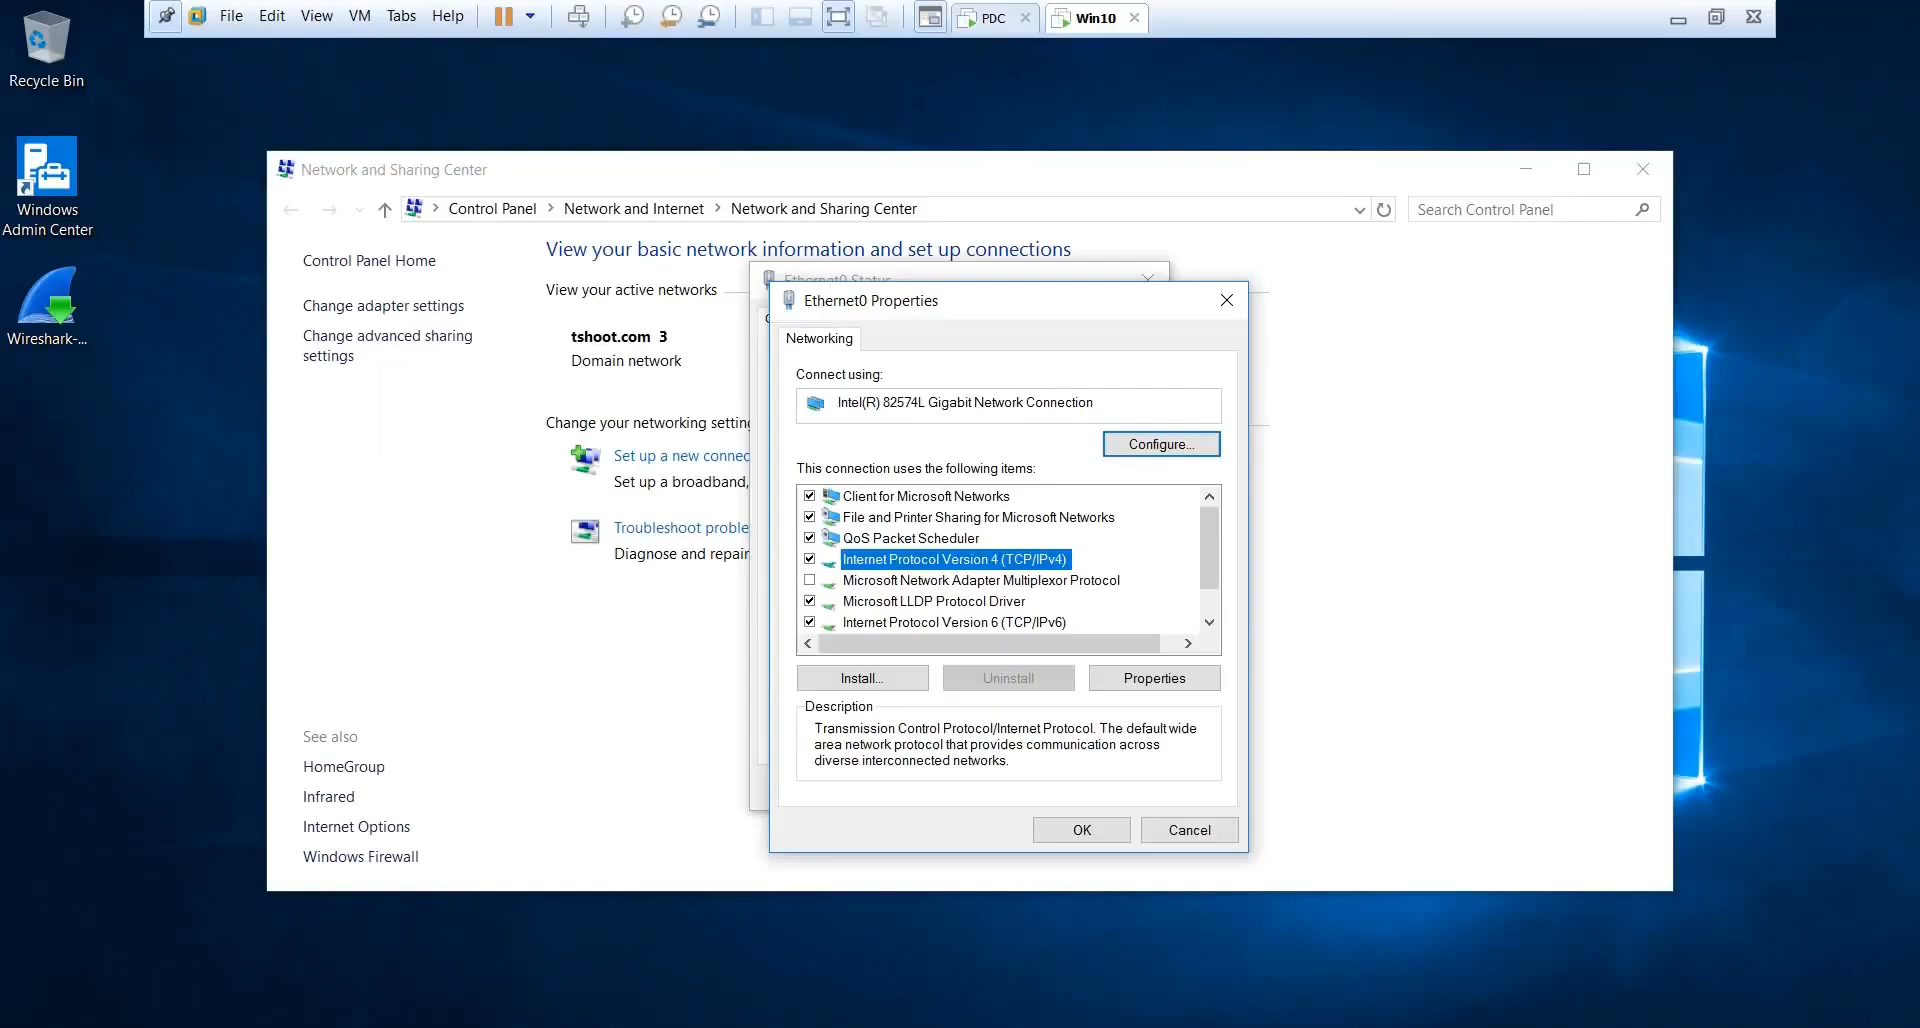 File Edit View VM Tabs Help PDC Win10
Recycle Bin
Windows
Admin Center
Wireshark-...
Network and Sharing Center
Control Panel > Network and Internet > Network and Sharing Center
Search Control Panel
Control Panel Home
Change adapter settings
Change advanced sharing
settings
View your basic network information and set up connections
View your active networks
tshoot.com 3
Domain network
Change your networking settin
Set up a new connec
Set up a broadband,
Troubleshoot proble
Diagnose and repair
See also
HomeGroup
Infrared
Internet Options
Windows Firewall
Ethernet0 Status
Ethernet0 Properties
Networking
Connect using:
Intel(R) 82574L Gigabit Network Connection
Configure...
This connection uses the following items:
Client for Microsoft Networks
File and Printer Sharing for Microsoft Networks
QoS Packet Scheduler
Internet Protocol Version 4 (TCP/IPv4)
Microsoft Network Adapter Multiplexor Protocol
Microsoft LLDP Protocol Driver
Internet Protocol Version 6 (TCP/IPv6)
Install... Uninstall Properties
Description
Transmission Control Protocol/Internet Protocol. The default wide
area network protocol that provides communication across
diverse interconnected networks.
OK Cancel